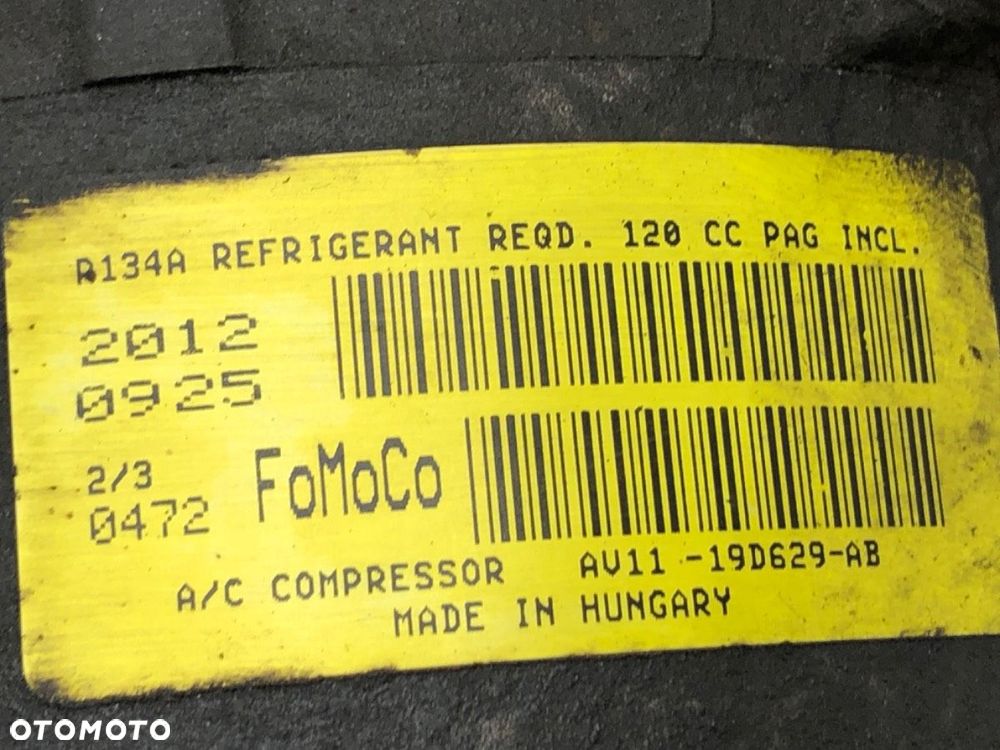 R134A REFRIGERANT REQD. 120 CC PAG INCL.
2012
0925
2/3
0472
FoMoCo
A/C COMPRESSOR AV11-19D629-AB
MADE IN HUNGARY
OTOMOTO